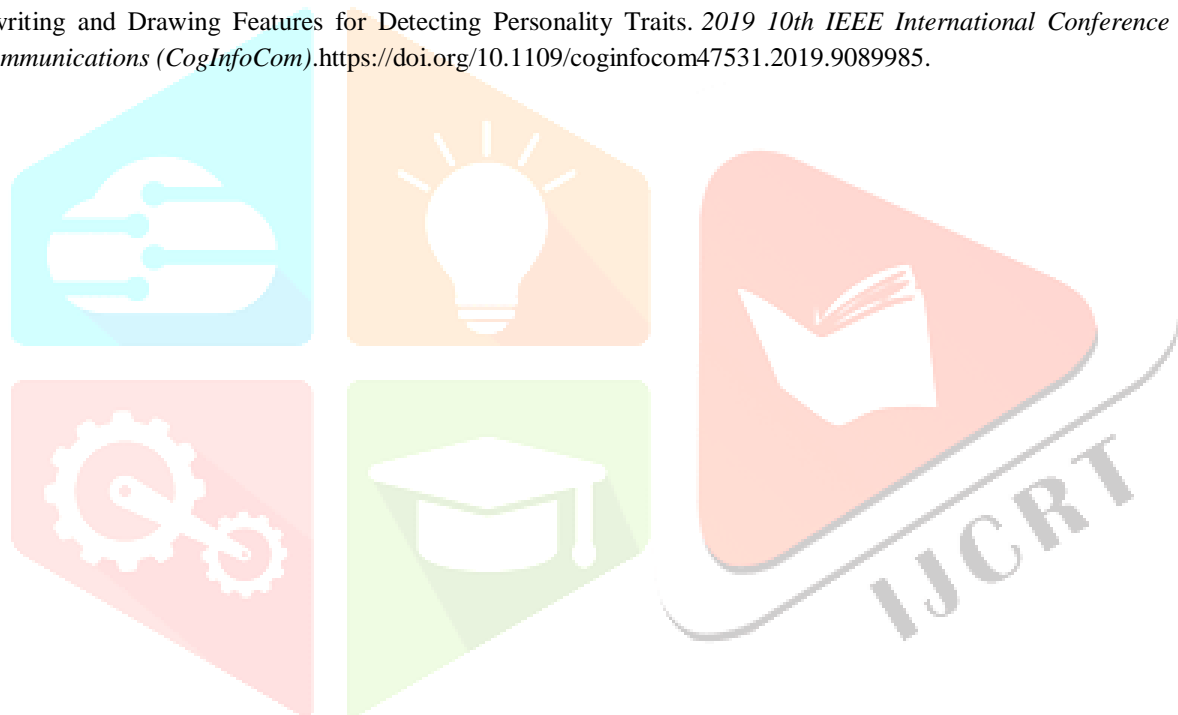 writing and Drawing Features for Detecting Personality Traits. 2019 10th IEEE International Conference
mmunications (CogInfoCom).https://doi.org/10.1109/coginfocom47531.2019.9089985.
IJCRT